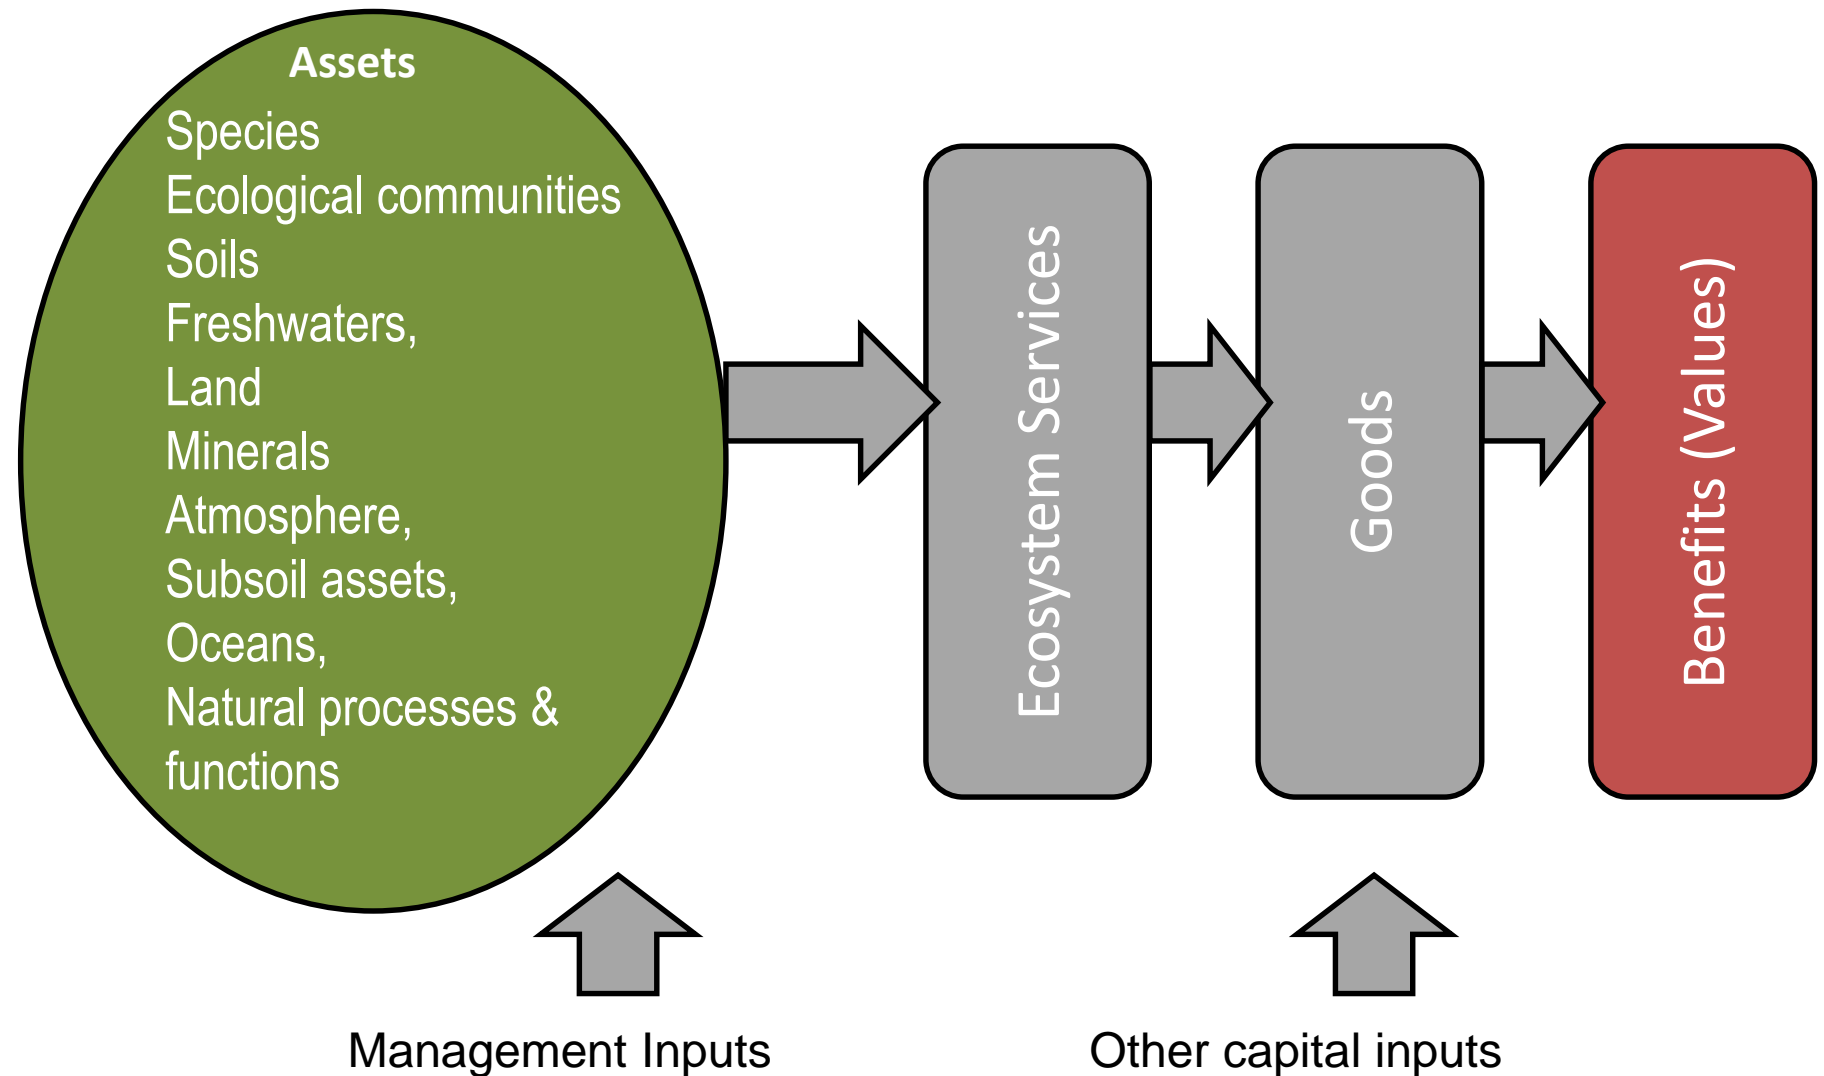 Assets
Species
Ecological communities
Soils
Freshwaters,
Land
Minerals
Atmosphere,
Subsoil assets,
Oceans,
Natural processes &
functions
Ecosystem Services
Goods
Benefits (Values)
Management Inputs
Other capital inputs